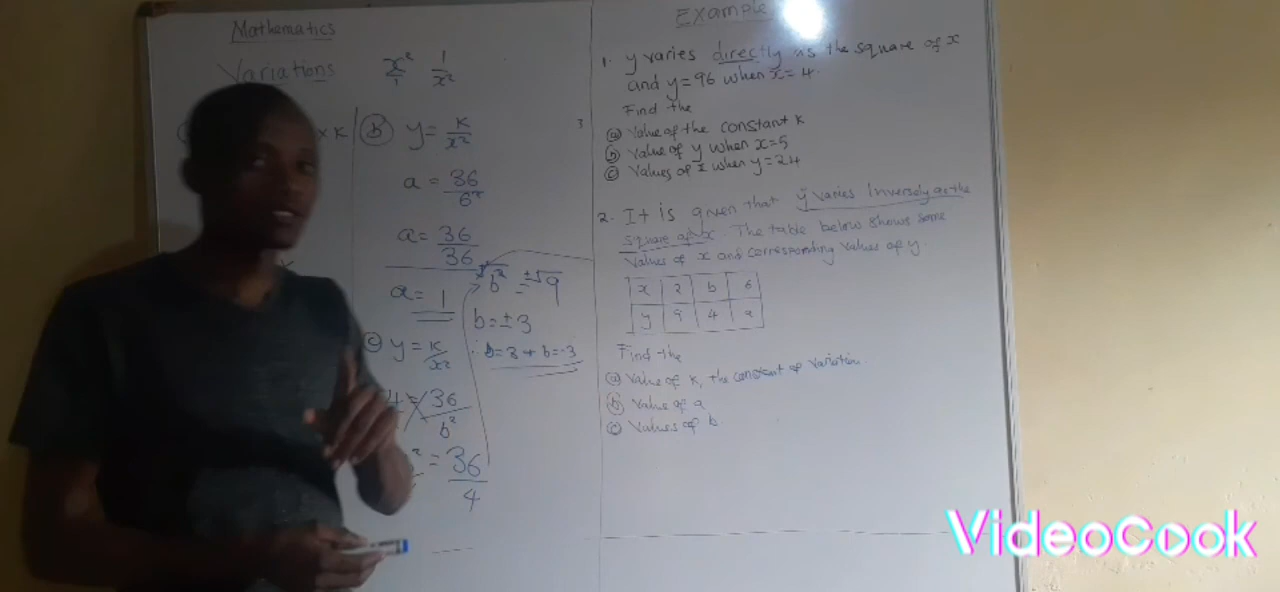 Mathematics
Variations
x²/1 1/x²
x K
(b) y = K/x²
a = 36/6²
a = 36/36
a = 1
√b² = ±√9
b = ±3
b=3 + b=-3
(c) y = K/x²
4 = 36/b²
² = 36/4
3
Example
1. y varies directly as the square of x
and y=96 when x=4.
Find the
(a) Value of the constant k
(b) Value of y when x=5
(c) Values of x when y=24
2. It is given that y varies Inversely as the
square of x. The table below shows some
Values of x and corresponding Values of y.
x 2 b 6
y 9 4 a
Find the
(a) Value of k, the constant of variation.
(b) Value of a
(c) Values of b.
VideoCook